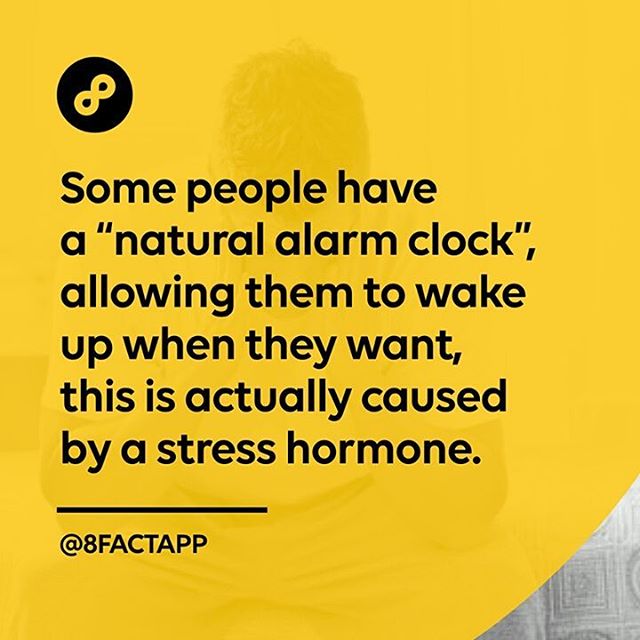 Some people have
a “natural alarm clock”,
allowing them to wake
up when they want,
this is actually caused
by a stress hormone.
@8FACTAPP